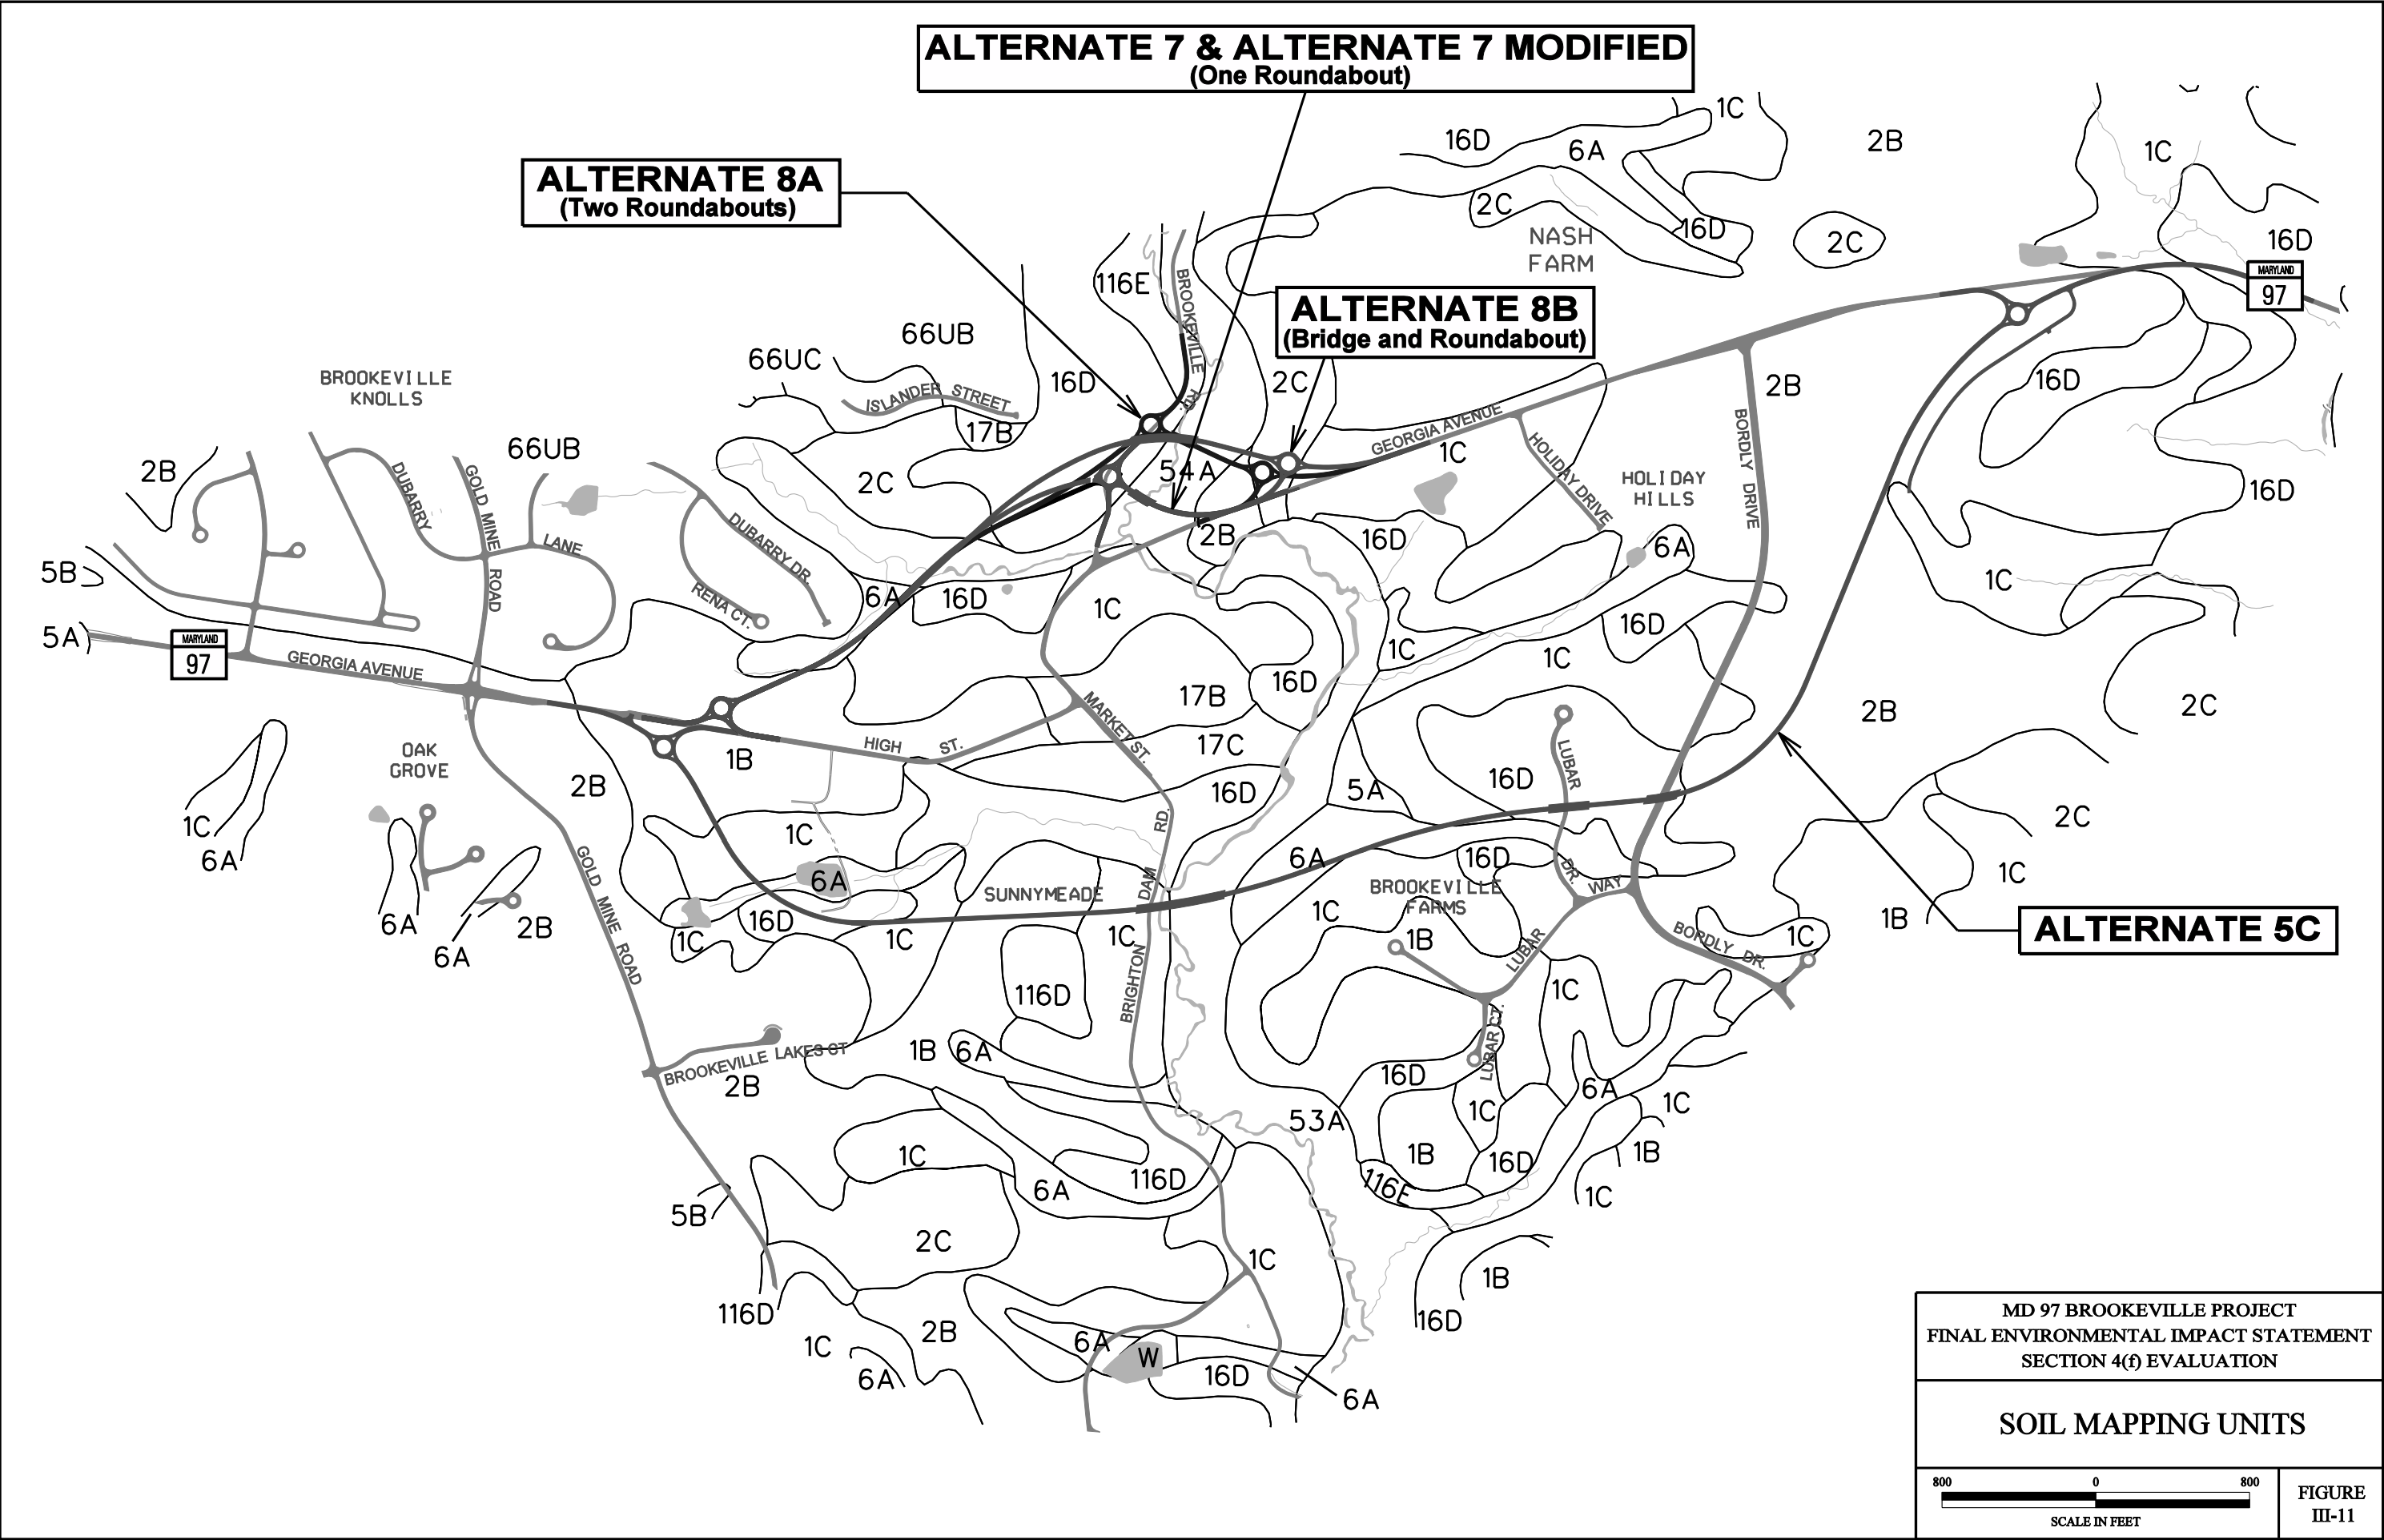 ALTERNATE 7 & ALTERNATE 7 MODIFIED
(One Roundabout)
ALTERNATE 8A
(Two Roundabouts)
ALTERNATE 8B
(Bridge and Roundabout)
ALTERNATE 5C
1C
16D
6A
2B
1C
2C
16D
NASH
FARM
2C
16D
MARYLAND
97
116E
BROOKEVILLE RD.
66UB
66UC
16D
2C
ISLANDER STREET
17B
BROOKEVILLE
KNOLLS
66UB
2B
16D
GEORGIA AVENUE
1C
HOLIDAY DRIVE
HOLIDAY
HILLS
BORDLY DRIVE
2B
DUBARRY
GOLD MINE
ROAD
LANE
2C
54A
2B
16D
6A
16D
DUBARRY DR.
RENA CT.
5B
5A
MARYLAND
97
GEORGIA AVENUE
6A
16D
1C
1C
16D
1C
1C
17B
16D
2B
2C
MARKET ST.
17C
HIGH ST.
1B
OAK
GROVE
2B
16D
5A
16D
LUBAR
DR.
WAY
1C
6A
1C
6A
RD.
6A
16D
2C
1C
1B
SUNNYMEADE
DAM
BROOKEVILLE
FARMS
1C
1B
6A
6A
2B
GOLD MINE ROAD
1C
16D
1C
1C
BRIGHTON
116D
LUBAR
BORDLY DR.
1C
1C
1B
6A
BROOKEVILLE LAKES CT
2B
LUBAR CT.
16D
6A
1C
1C
53A
1B
1B
16D
116E
1C
1C
116D
6A
5B
2C
1C
1B
16D
116D
1C
2B
6A
6A
W
16D
6A
MD 97 BROOKEVILLE PROJECT
FINAL ENVIRONMENTAL IMPACT STATEMENT
SECTION 4(f) EVALUATION
SOIL MAPPING UNITS
800 0 800
SCALE IN FEET
FIGURE
III-11